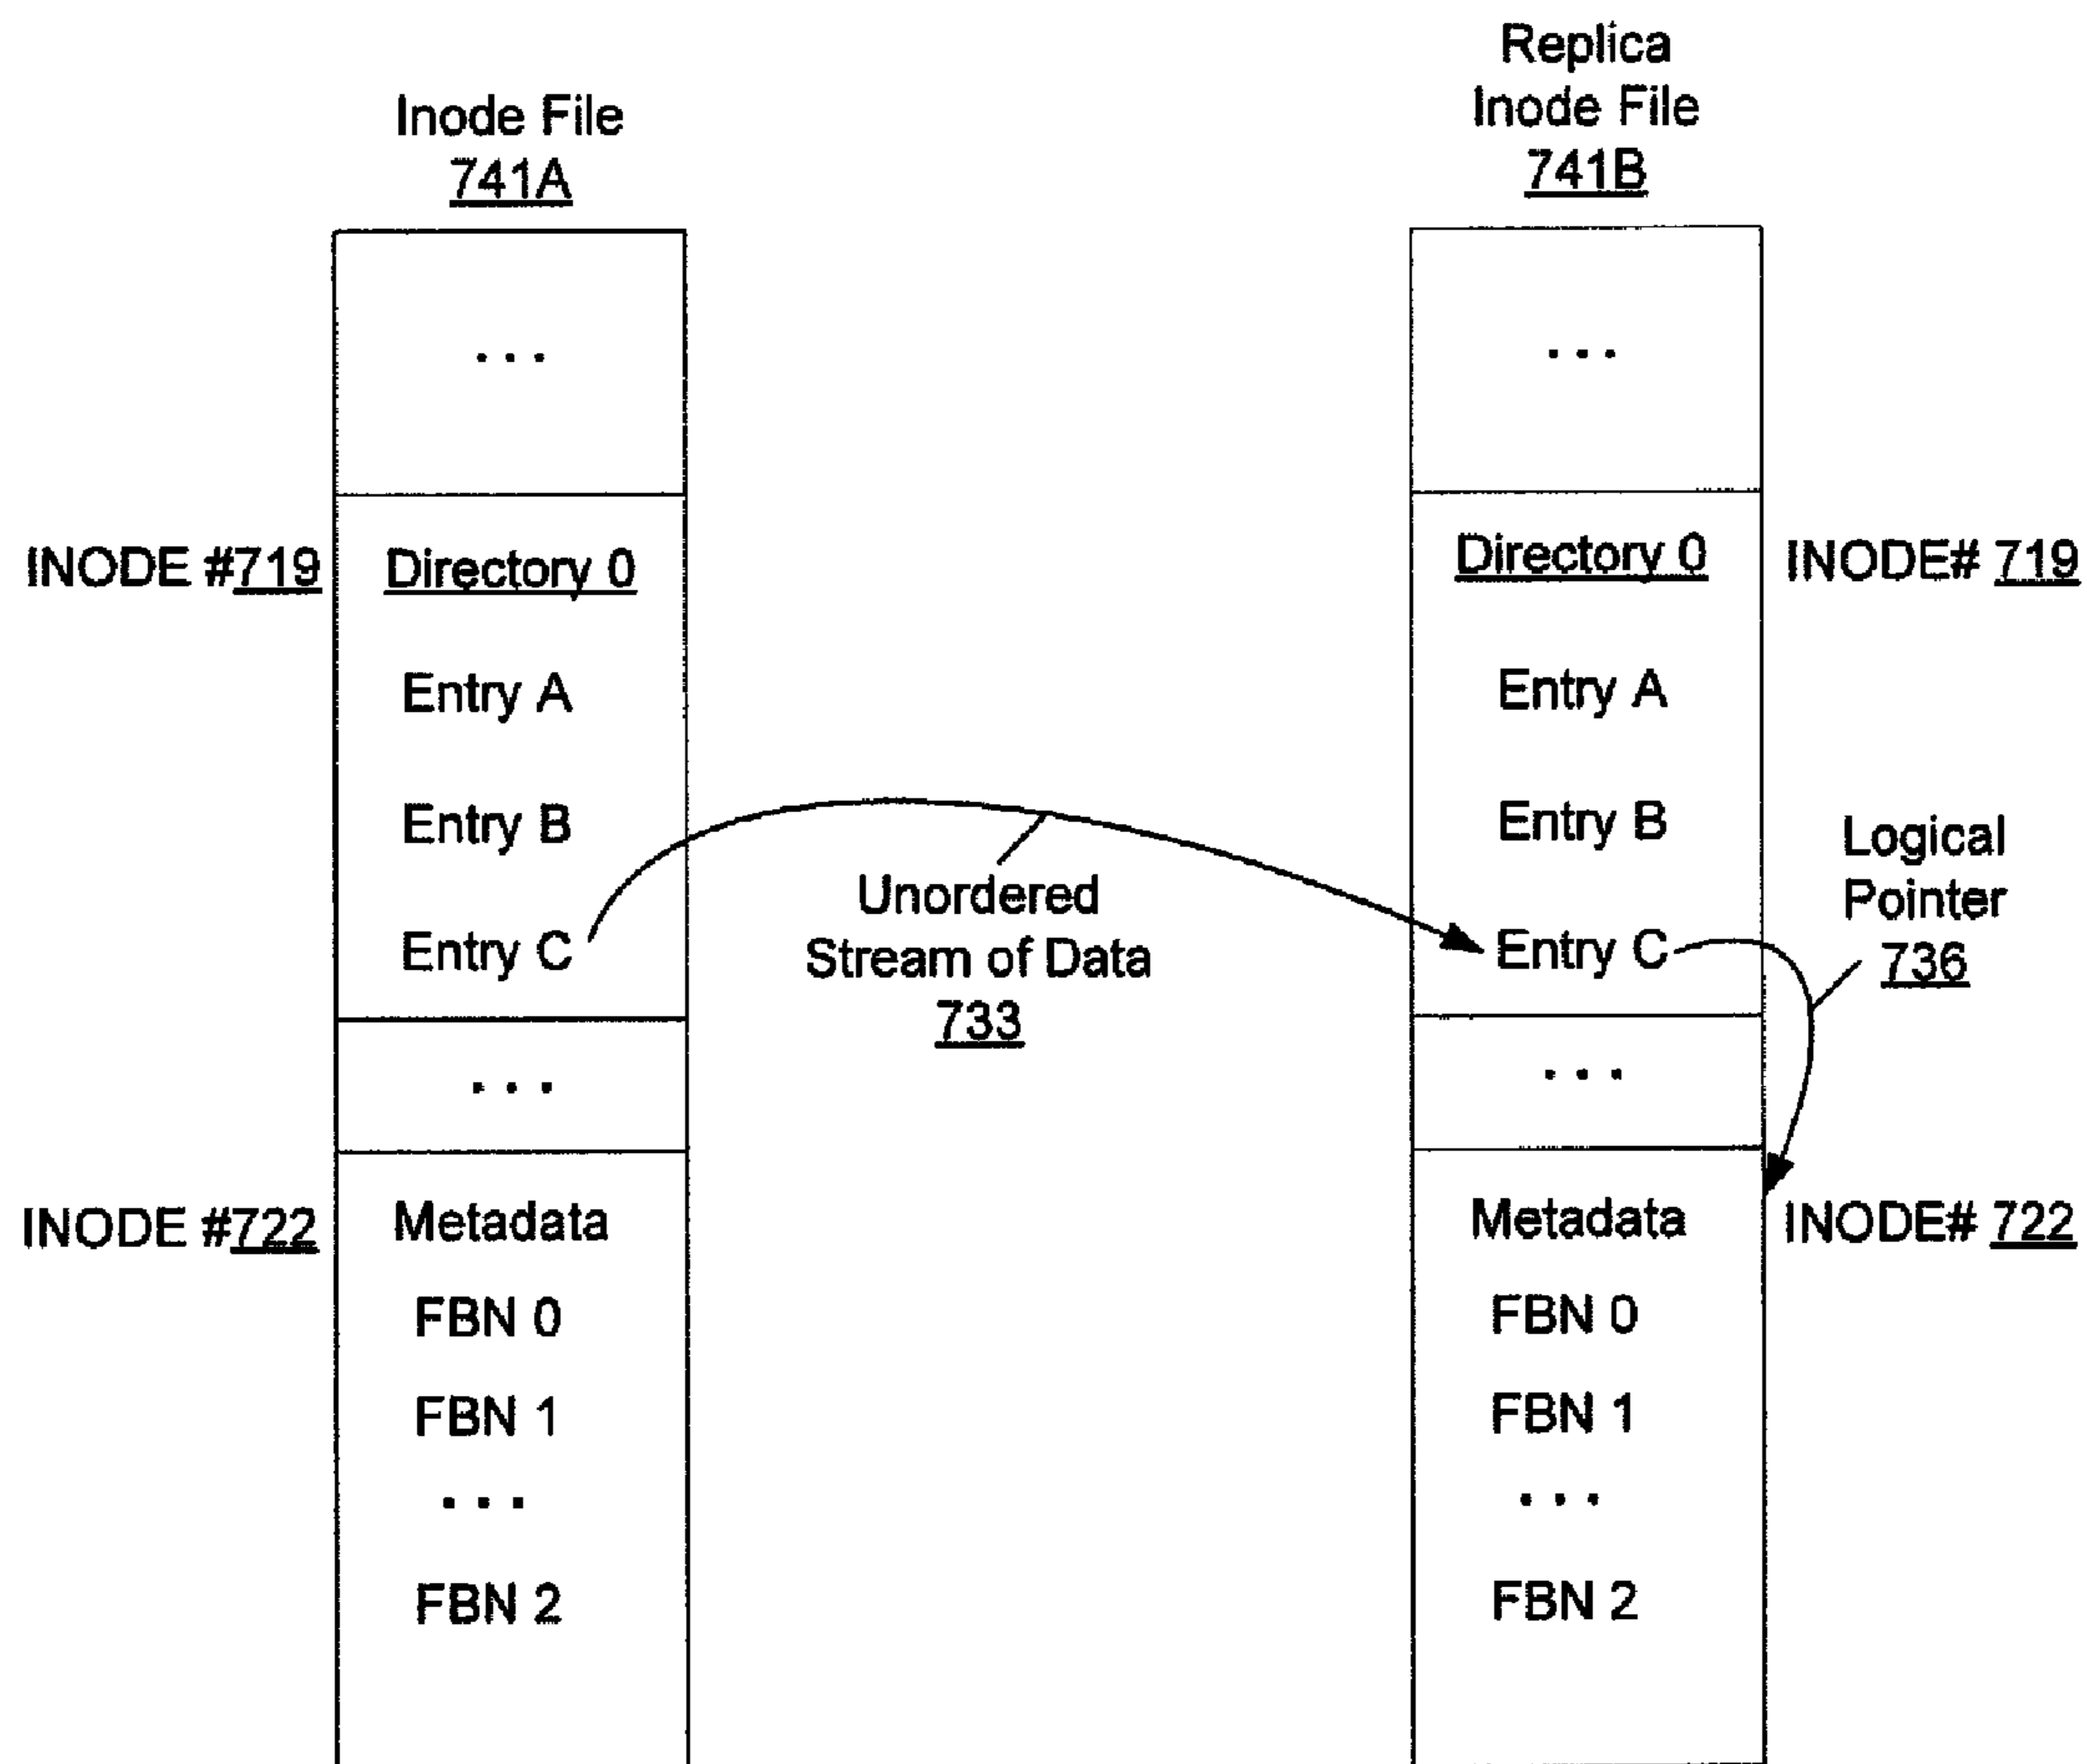 Inode File
741A
. . .
INODE #719
Directory 0
Entry A
Entry B
Entry C
. . .
INODE #722
Metadata
FBN 0
FBN 1
. . .
FBN 2
Unordered
Stream of Data
733
Replica
Inode File
741B
. . .
Directory 0
INODE# 719
Entry A
Entry B
Entry C
Logical
Pointer
736
. . .
Metadata
INODE# 722
FBN 0
FBN 1
. . .
FBN 2